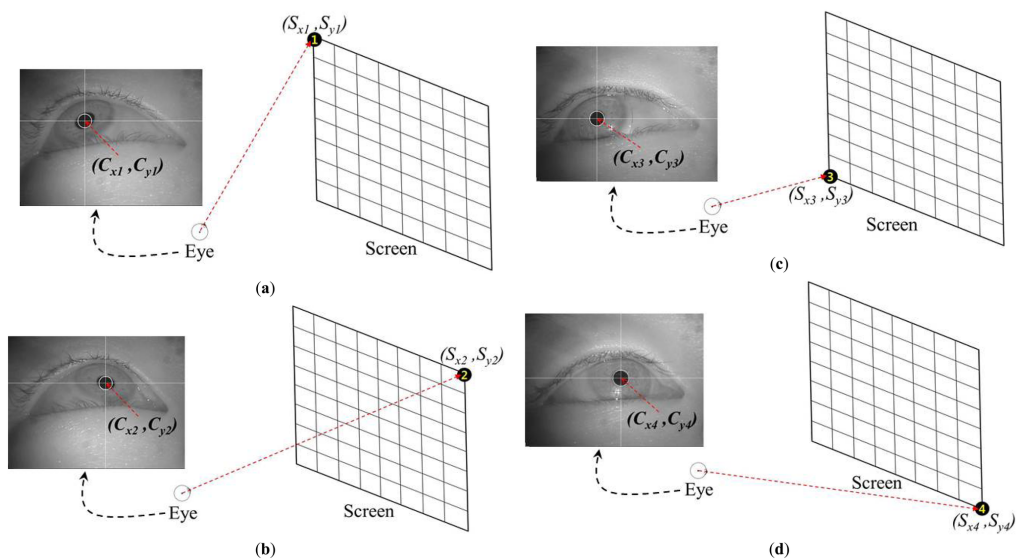 (Sx1 ,Sy1)
1
(Cx1 ,Cy1)
Eye
Screen
(a)
(Sx2 ,Sy2)
2
(Cx2 ,Cy2)
Eye
Screen
(b)
(Cx3 ,Cy3)
3
(Sx3 ,Sy3)
Eye
Screen
(c)
(Cx4 ,Cy4)
Eye
Screen
4
(Sx4 ,Sy4)
(d)